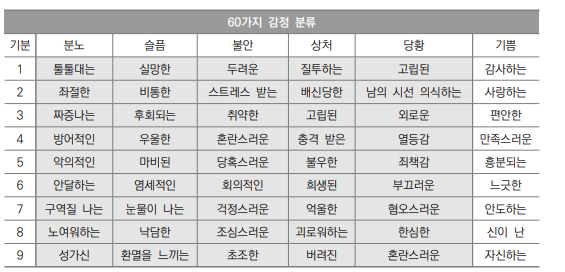 60가지 감정 분류
기분 분노 슬픔 불안 상처 당황 기쁨
1 툴툴대는 실망한 두려운 질투하는 고립된 감사하는
2 좌절한 비통한 스트레스 받는 배신당한 남의 시선 의식하는 사랑하는
3 짜증나는 후회되는 취약한 고립된 외로운 편안한
4 방어적인 우울한 혼란스러운 충격 받은 열등감 만족스러운
5 악의적인 마비된 당혹스러운 불우한 죄책감 흥분되는
6 안달하는 염세적인 회의적인 희생된 부끄러운 느긋한
7 구역질 나는 눈물이 나는 걱정스러운 억울한 혐오스러운 안도하는
8 노여워하는 낙담한 조심스러운 괴로워하는 한심한 신이 난
9 성가신 환멸을 느끼는 초조한 버려진 혼란스러운 자신하는